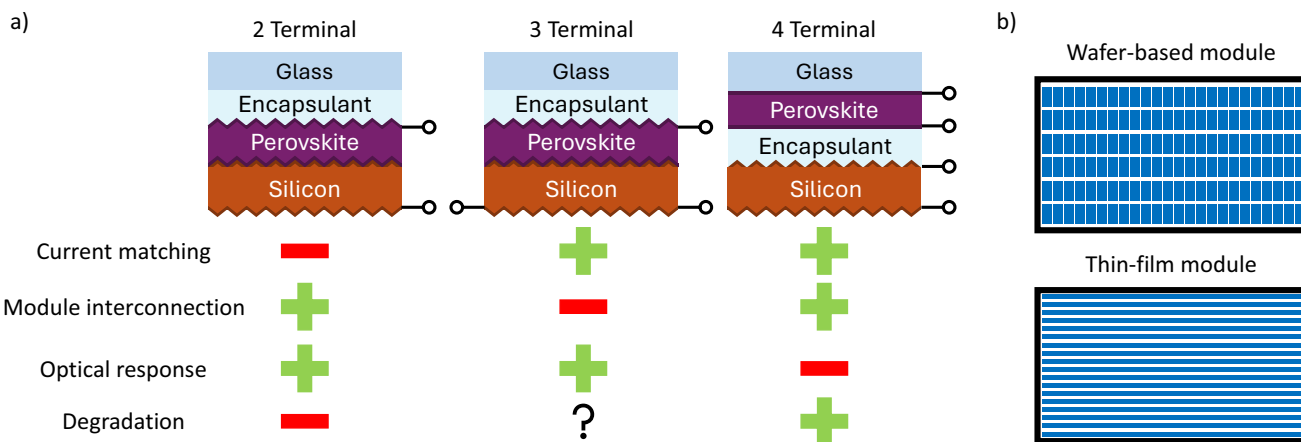 a)
2 Terminal
3 Terminal
4 Terminal
Glass
Encapsulant
Perovskite
Silicon
Glass
Encapsulant
Perovskite
Silicon
Glass
Perovskite
Encapsulant
Silicon
Current matching
Module interconnection
Optical response
Degradation
?
b)
Wafer-based module
Thin-film module